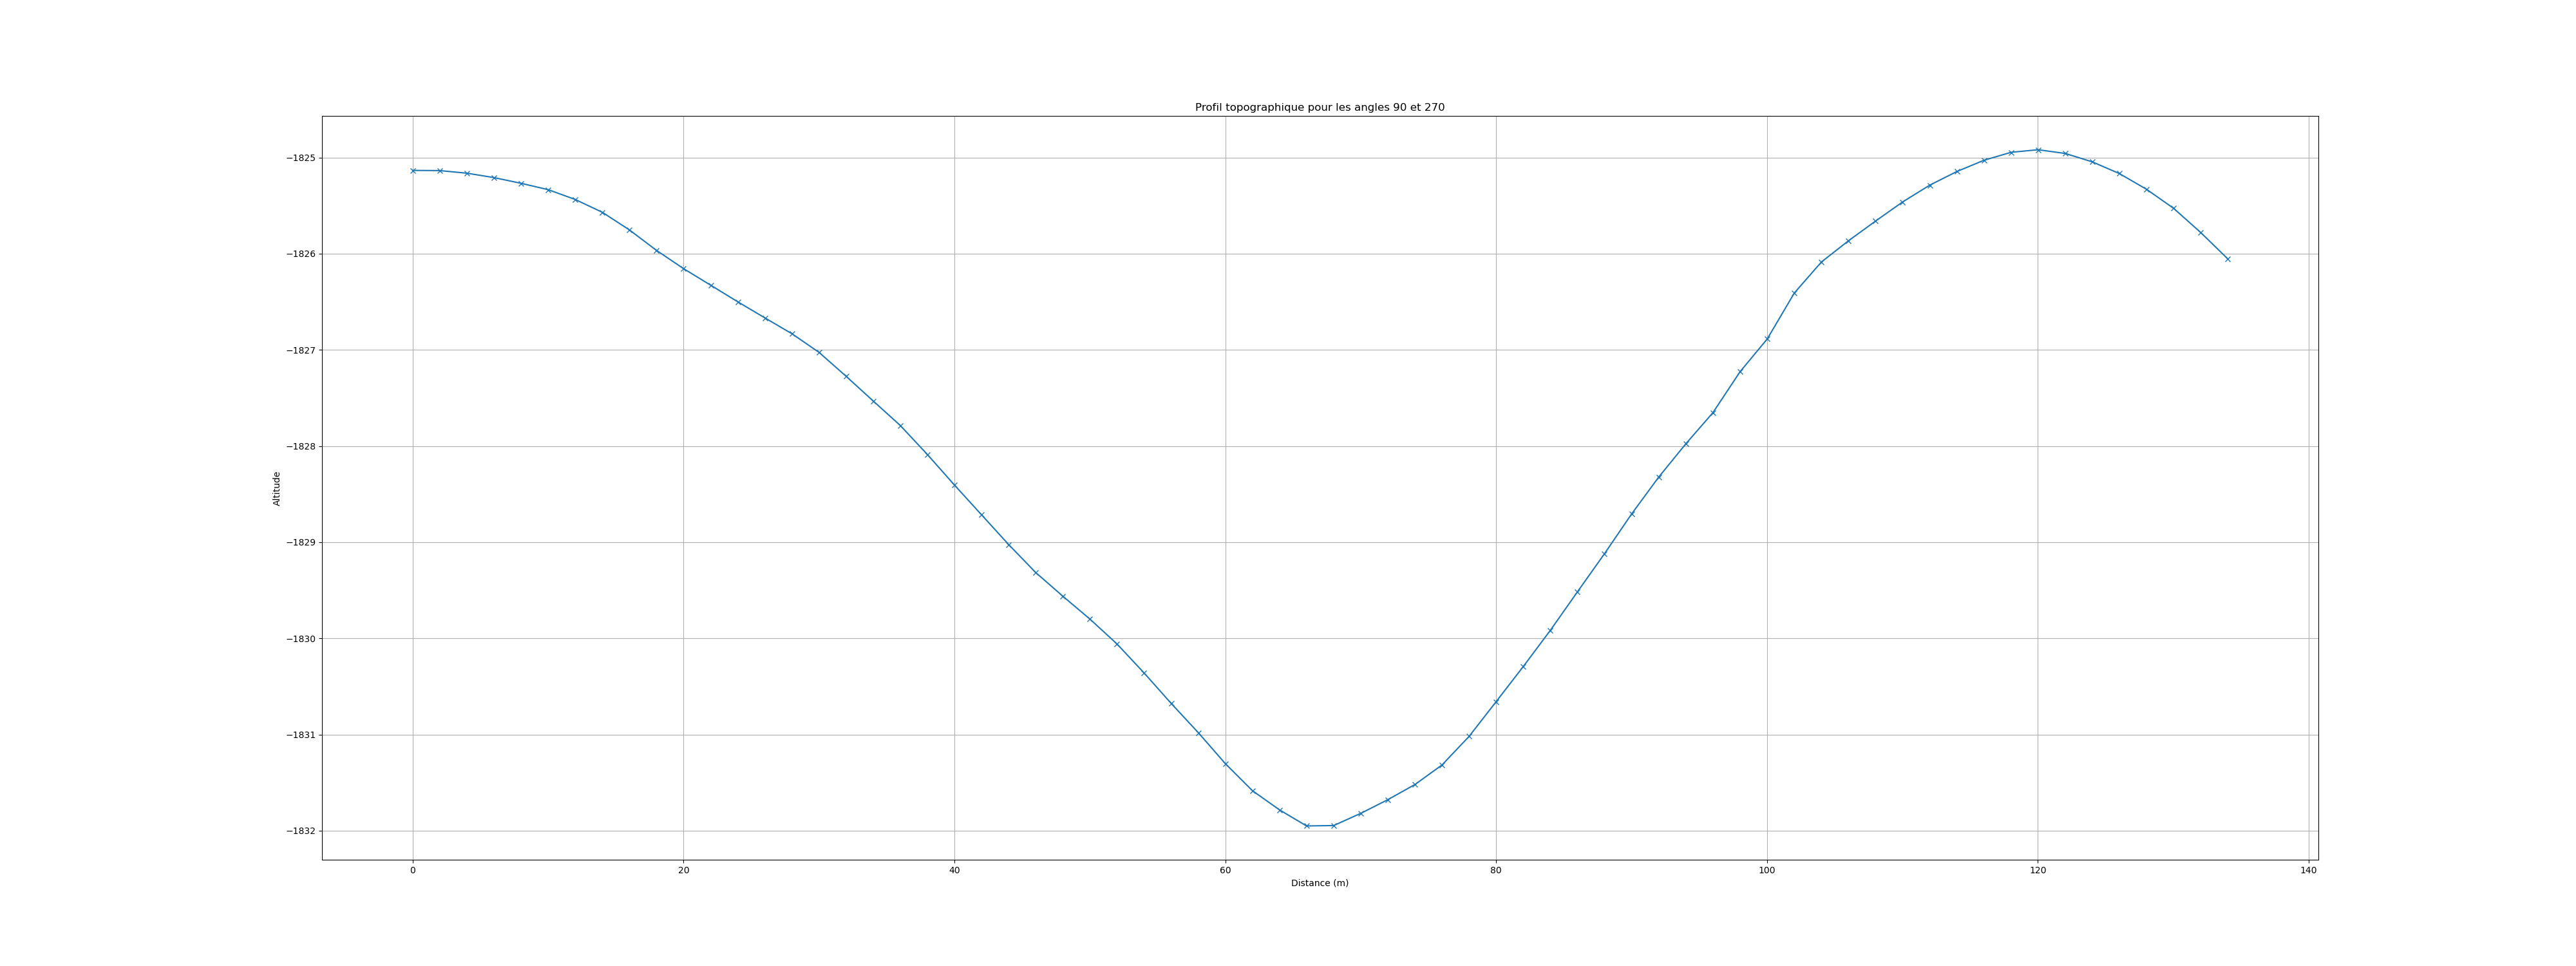 Profil topographique pour les angles 90 et 270
−1825
−1826
−1827
−1828
−1829
−1830
−1831
−1832
Altitude
0 20 40 60 80 100 120 140
Distance (m)